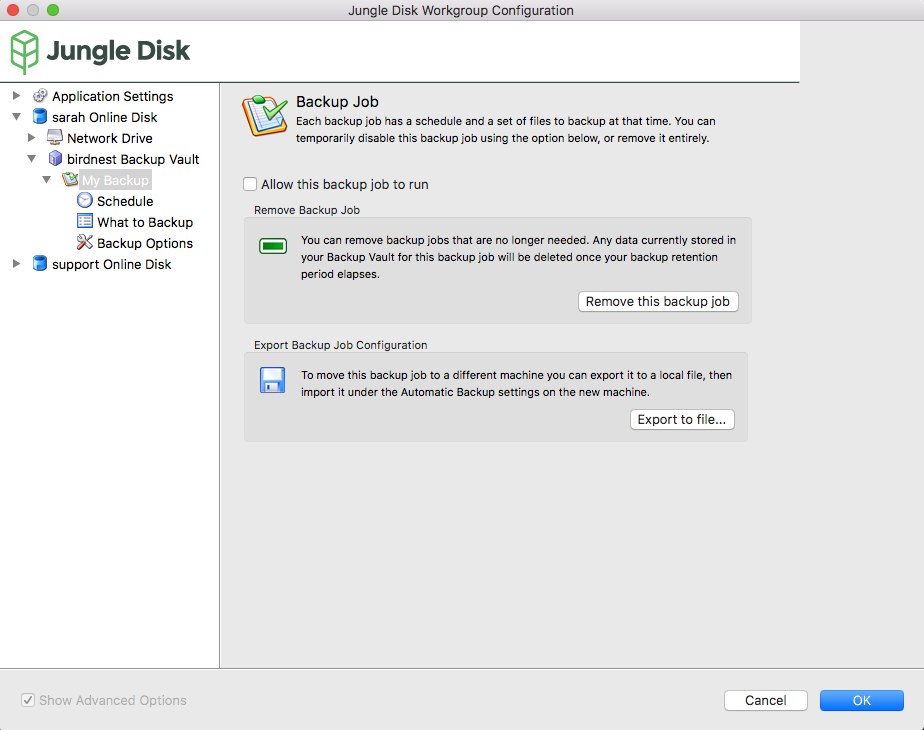 Jungle Disk Workgroup Configuration
Jungle Disk
Application Settings
sarah Online Disk
Network Drive
birdnest Backup Vault
My Backup
Schedule
What to Backup
Backup Options
support Online Disk
Backup Job
Each backup job has a schedule and a set of files to backup at that time. You can
temporarily disable this backup job using the option below, or remove it entirely.
Allow this backup job to run
Remove Backup Job
You can remove backup jobs that are no longer needed. Any data currently stored in
your Backup Vault for this backup job will be deleted once your backup retention
period elapses.
Remove this backup job
Export Backup Job Configuration
To move this backup job to a different machine you can export it to a local file, then
import it under the Automatic Backup settings on the new machine.
Export to file...
Show Advanced Options
Cancel
OK